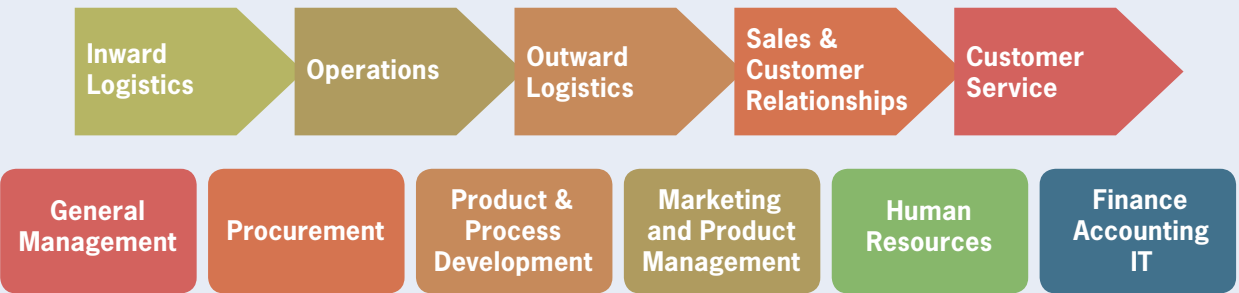 Inward
Logistics
Operations
Outward
Logistics
Sales &
Customer
Relationships
Customer
Service
General
Management
Procurement
Product &
Process
Development
Marketing
and Product
Management
Human
Resources
Finance
Accounting
IT